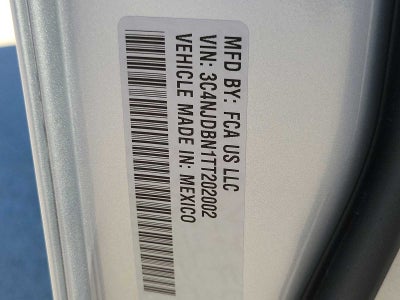 MFD BY: FCA US LLC
VIN: 3C4NJDBN1TT202002
VEHICLE MADE IN: MEXICO